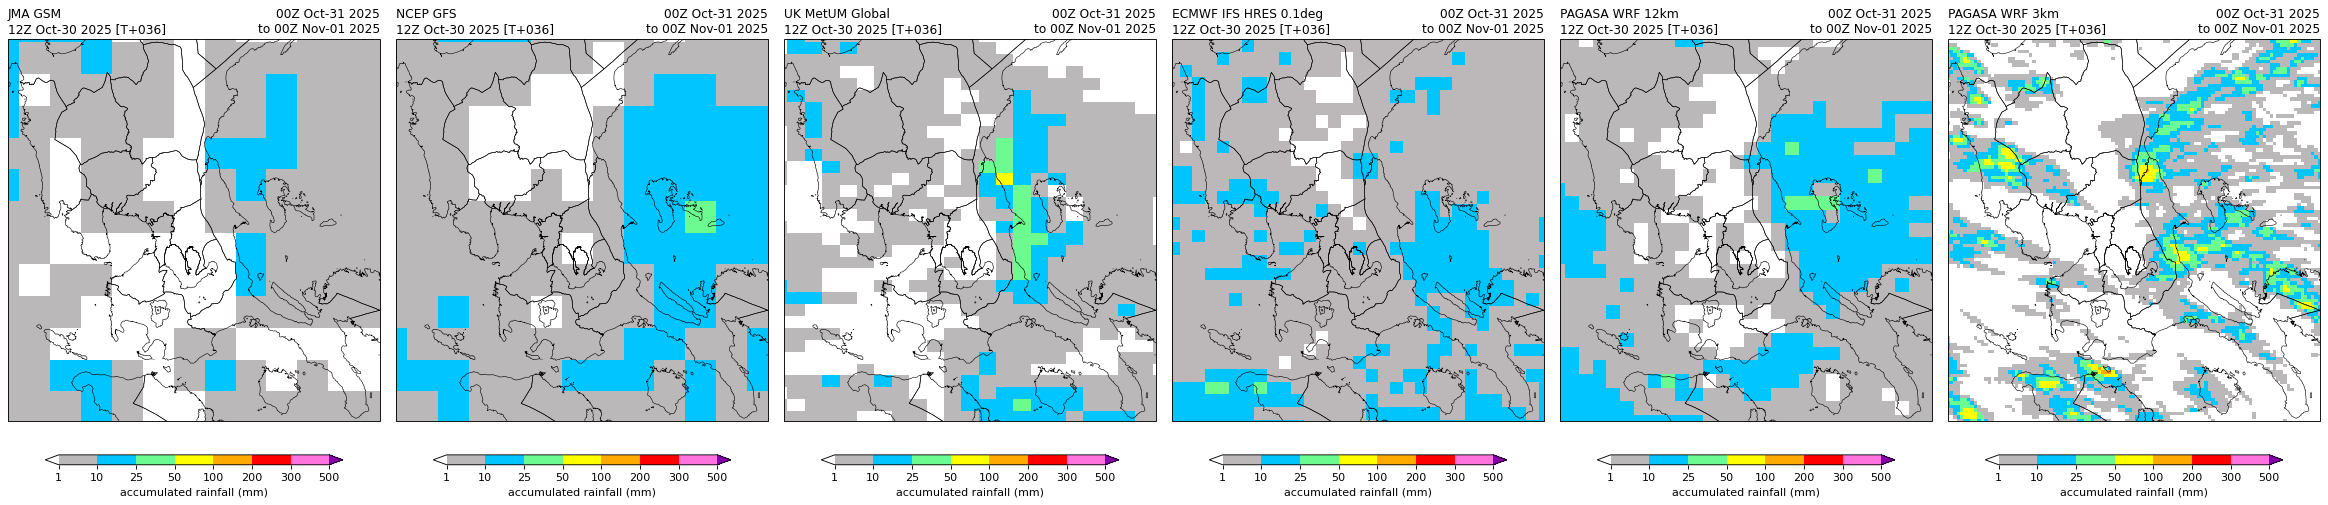 JMA GSM 00Z Oct-31 2025
12Z Oct-30 2025 [T+036] to 00Z Nov-01 2025
1 10 25 50 100 200 300 500
accumulated rainfall (mm)
NCEP GFS 00Z Oct-31 2025
12Z Oct-30 2025 [T+036] to 00Z Nov-01 2025
1 10 25 50 100 200 300 500
accumulated rainfall (mm)
UK MetUM Global 00Z Oct-31 2025
12Z Oct-30 2025 [T+036] to 00Z Nov-01 2025
1 10 25 50 100 200 300 500
accumulated rainfall (mm)
ECMWF IFS HRES 0.1deg 00Z Oct-31 2025
12Z Oct-30 2025 [T+036] to 00Z Nov-01 2025
1 10 25 50 100 200 300 500
accumulated rainfall (mm)
PAGASA WRF 12km 00Z Oct-31 2025
12Z Oct-30 2025 [T+036] to 00Z Nov-01 2025
1 10 25 50 100 200 300 500
accumulated rainfall (mm)
PAGASA WRF 3km 00Z Oct-31 2025
12Z Oct-30 2025 [T+036] to 00Z Nov-01 2025
1 10 25 50 100 200 300 500
accumulated rainfall (mm)